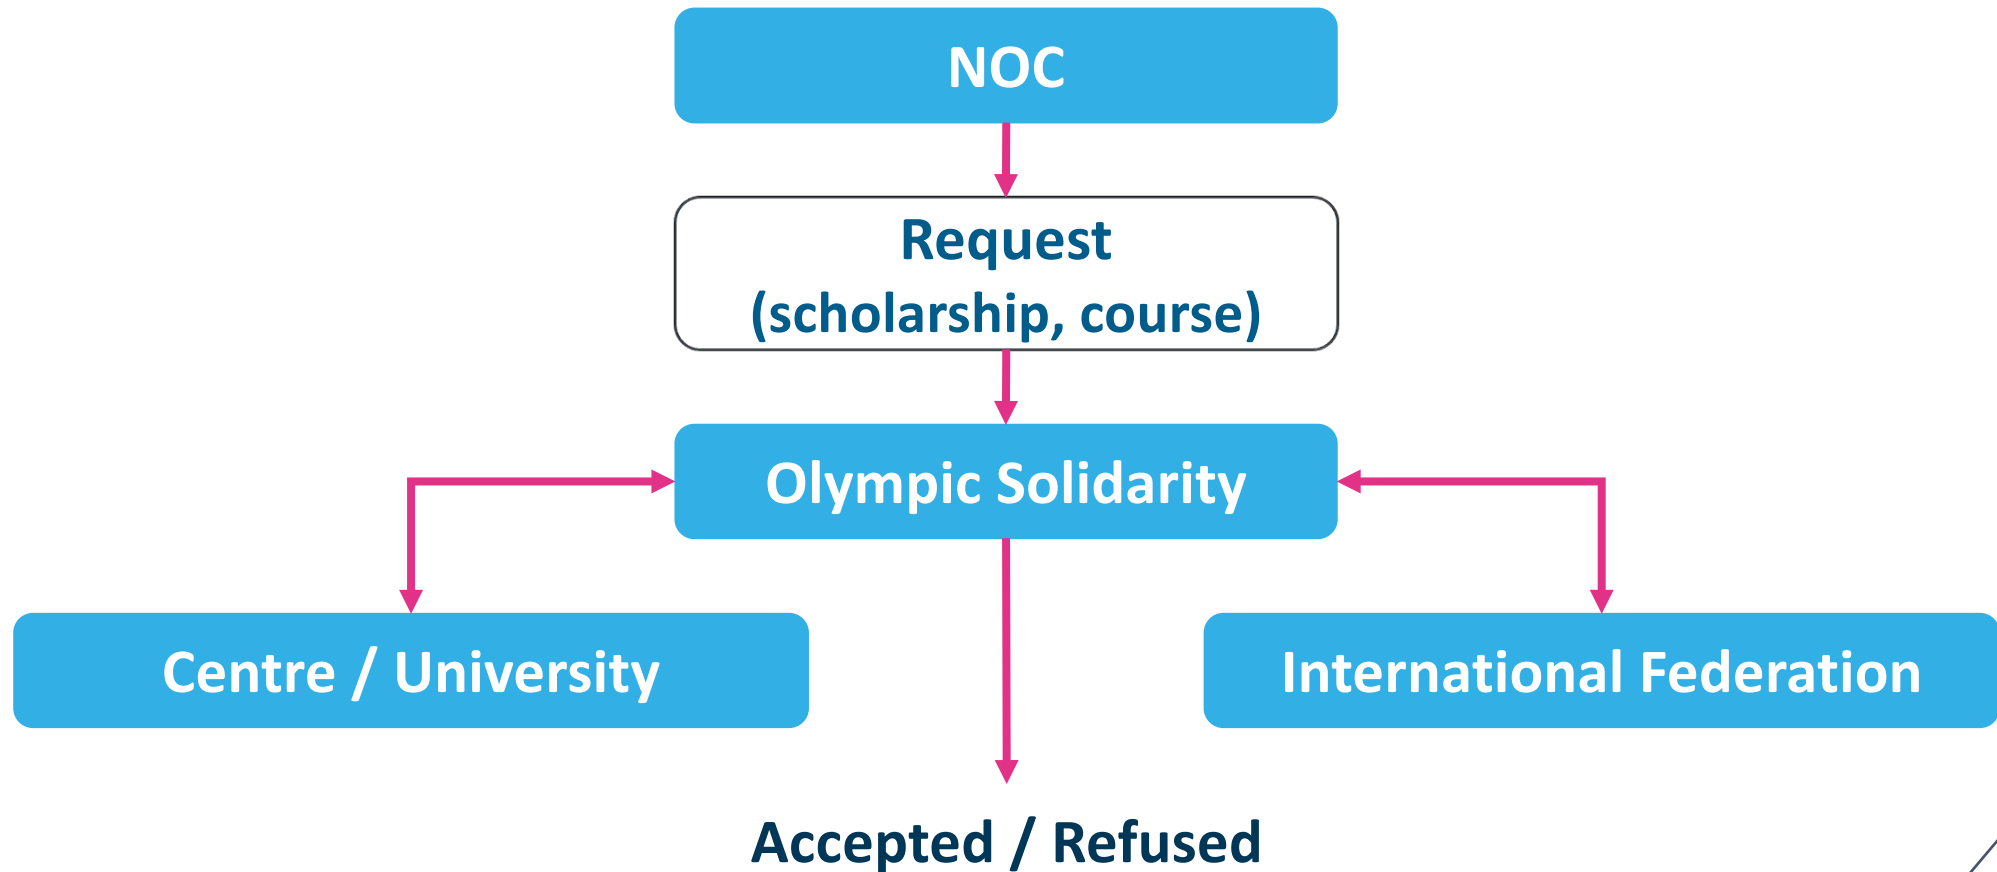 NOC
Request
(scholarship, course)
Olympic Solidarity
Centre / University
International Federation
Accepted / Refused